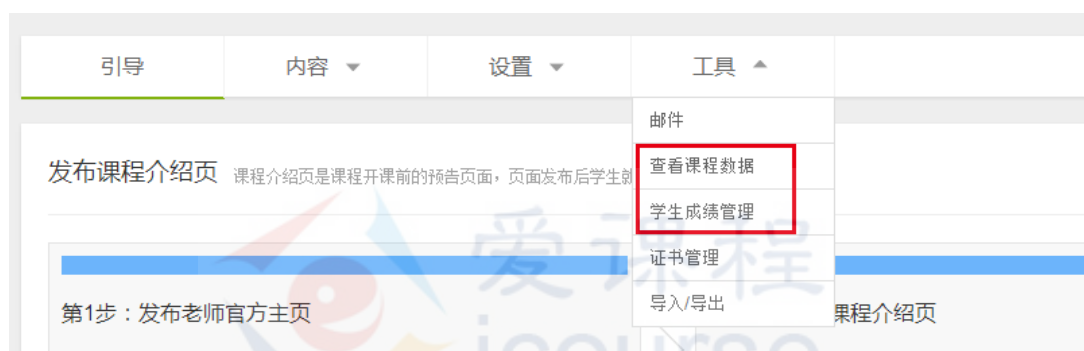 引导 内容 设置 工具
邮件
发布课程介绍页 课程介绍页是课程开课前的预告页面，页面发布后学生就
查看课程数据
学生成绩管理
爱课程
证书管理
导入/导出
第1步：发布老师官方主页
课程介绍页
icourse